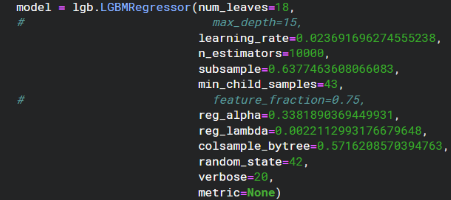 model = lgb.LGBMRegressor(num_leaves=18,
# max_depth=15,
learning_rate=0.023691696274555238,
n_estimators=10000,
subsample=0.6377463608066083,
min_child_samples=43,
# feature_fraction=0.75,
reg_alpha=0.3381890369449931,
reg_lambda=0.0022112993176679648,
colsample_bytree=0.5716208570394763,
random_state=42,
verbose=20,
metric=None)